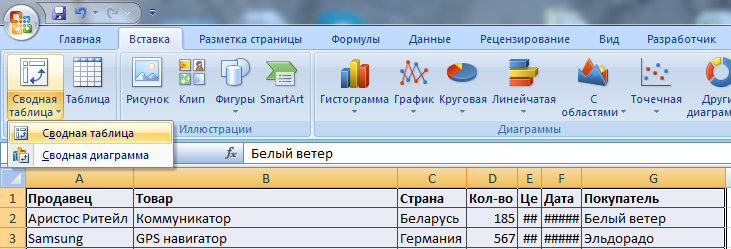 Главная Вставка Разметка страницы Формулы Данные Рецензирование Вид Разработчик
Сводная таблица Таблица Рисунок Клип Фигуры SmartArt Гистограмма График Круговая Линейчатая С областями Точечная Други диаграм
Иллюстрации Диаграммы
Сводная таблица
Сводная диаграмма
fx Белый ветер
A B C D E F G
1 Продавец Товар Страна Кол-во Це Дата Покупатель
2 Аристос Ритейл Коммуникатор Беларусь 185 ## ##### Белый ветер
3 Samsung GPS навигатор Германия 567 ## ##### Эльдорадо